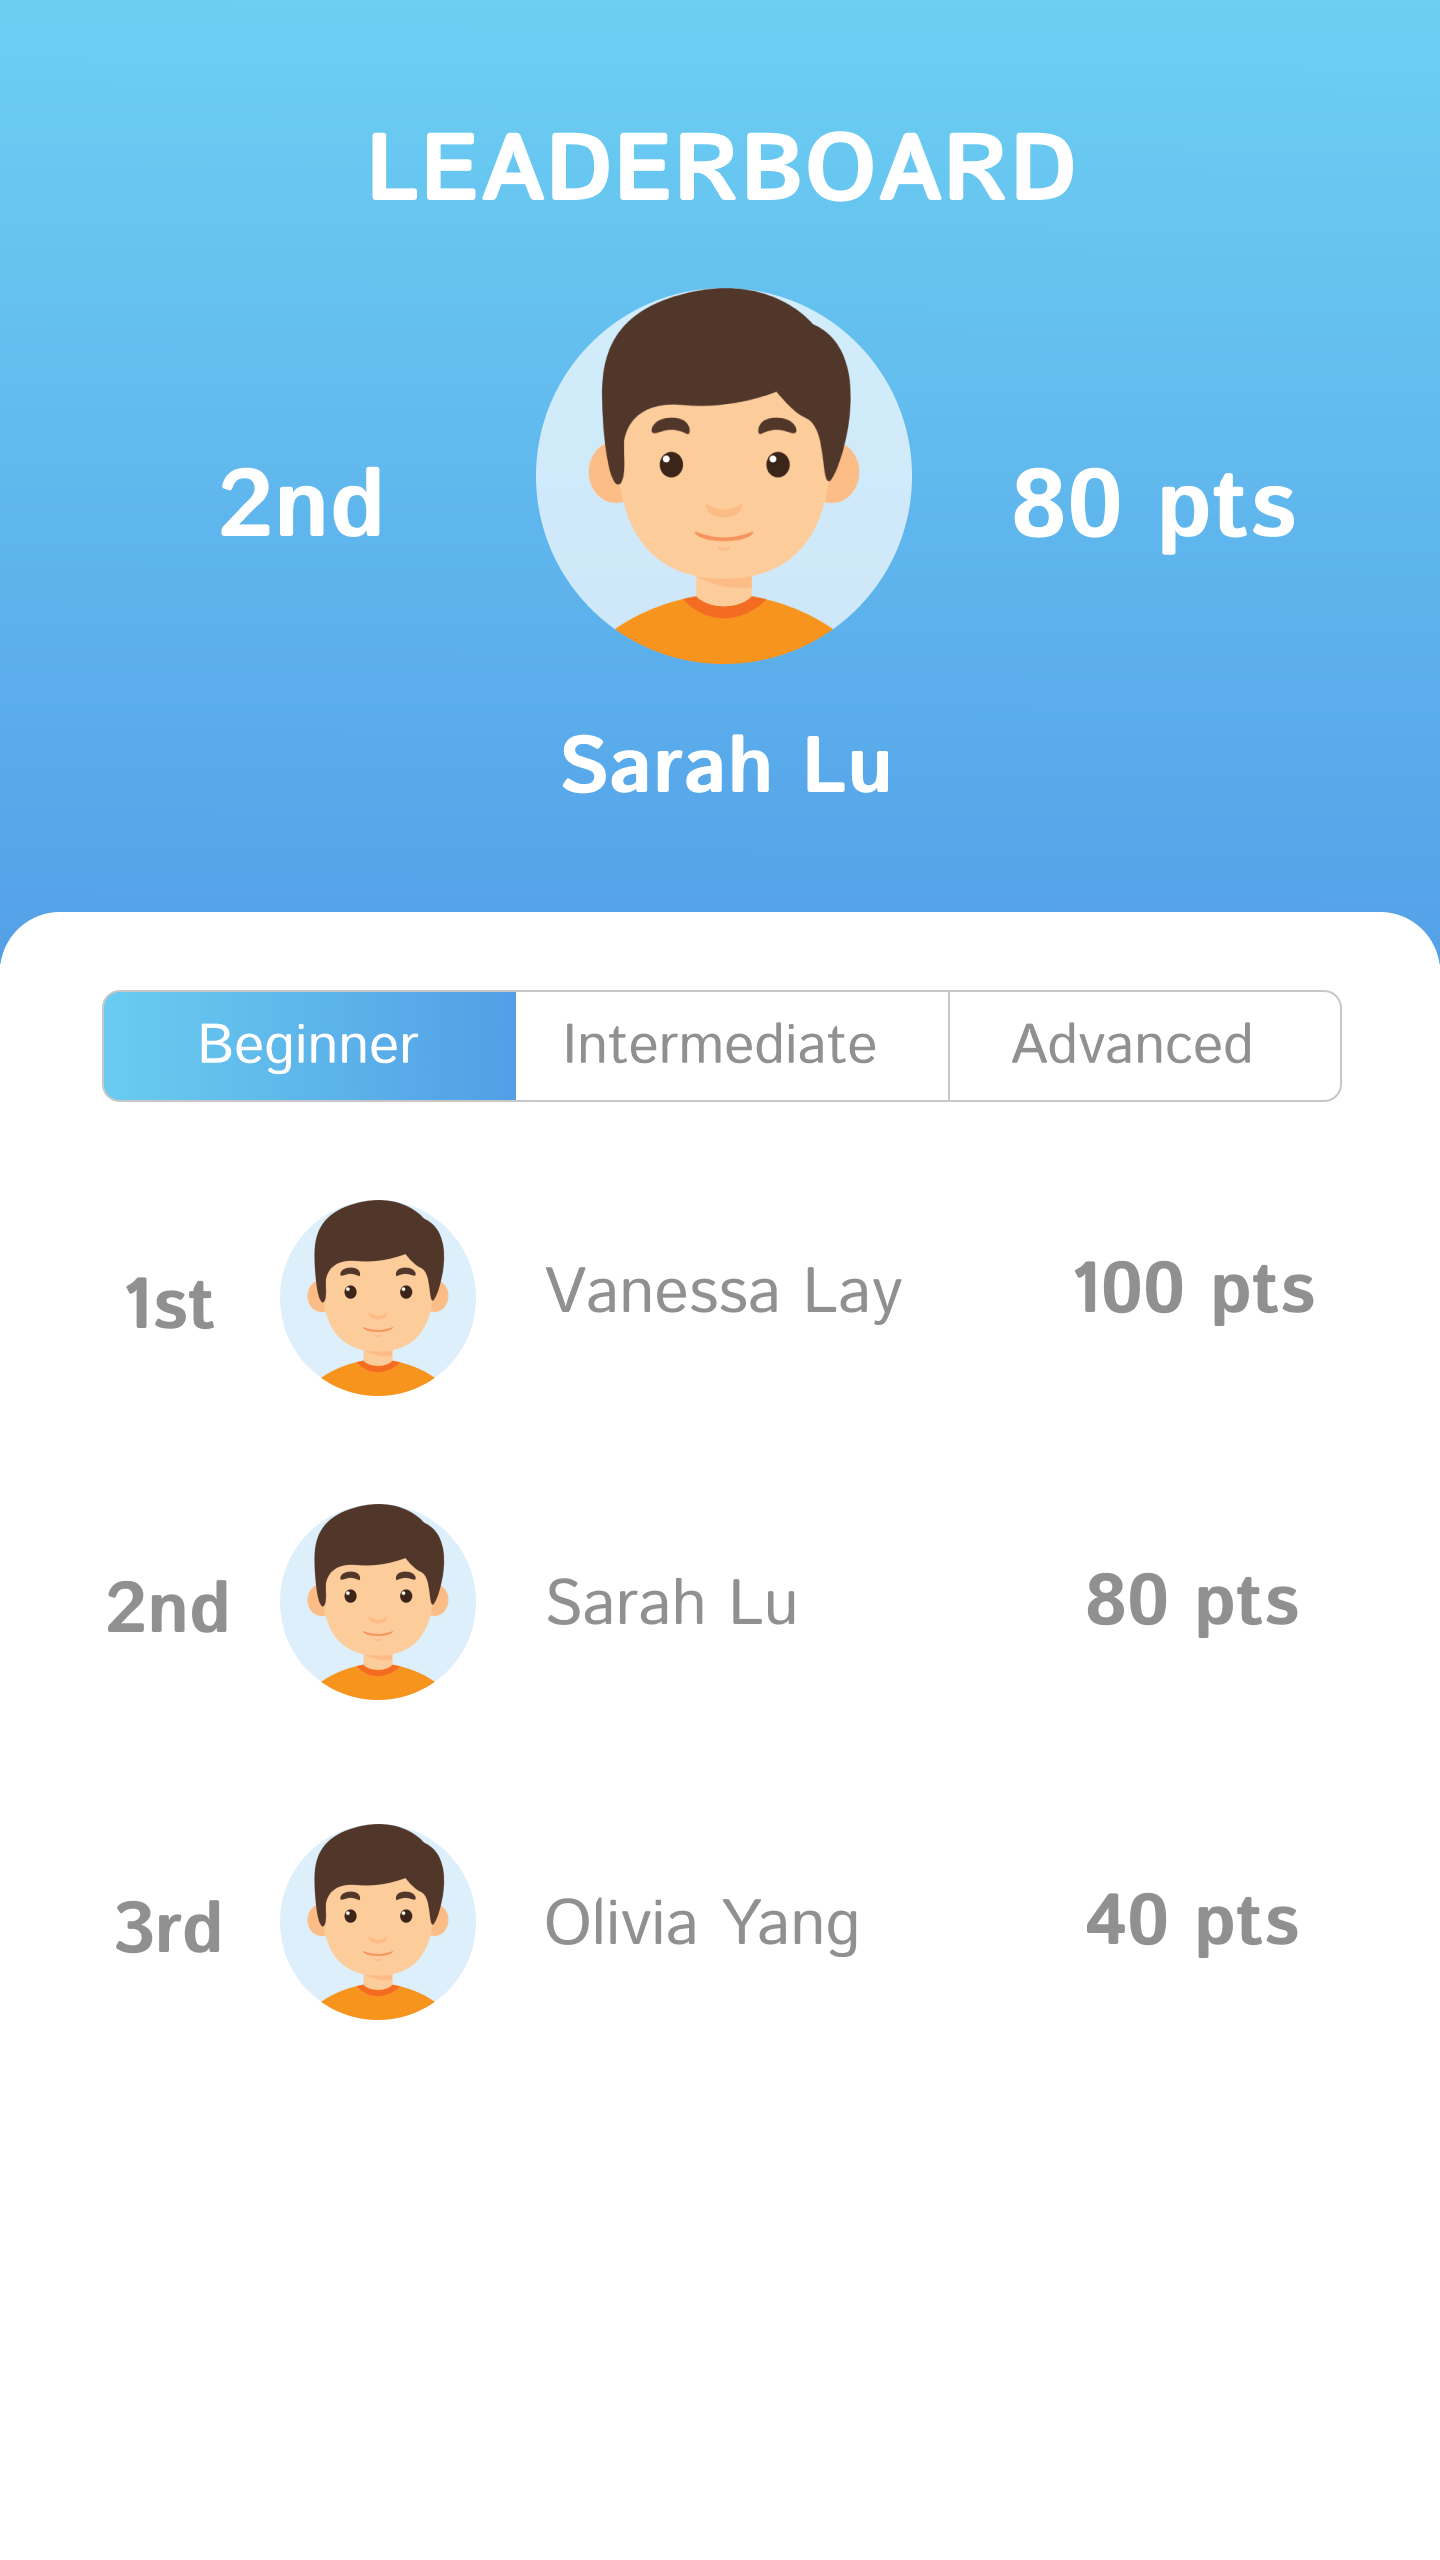 LEADERBOARD
2nd
80 pts
Sarah Lu
Beginner Intermediate Advanced
1st Vanessa Lay 100 pts
2nd Sarah Lu 80 pts
3rd Olivia Yang 40 pts